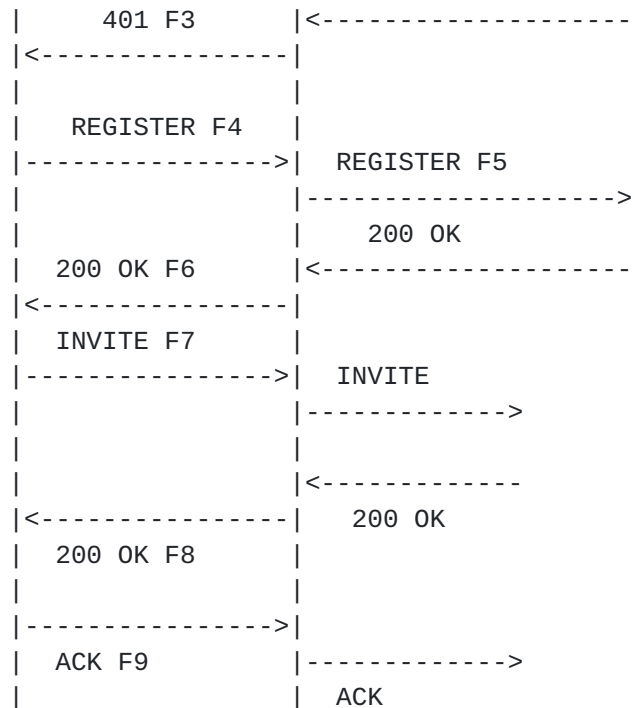 |     401 F3      |<--------------------
|<----------------|
|                 |
|   REGISTER F4   |
|---------------->|  REGISTER F5
|                 |-------------------->
|                 |    200 OK
|  200 OK F6      |<--------------------
|<----------------|
|  INVITE F7      |
|---------------->|  INVITE
|                 |------------->
|                 |
|                 |<-------------
|<----------------|   200 OK
|  200 OK F8      |
|                 |
|---------------->|
|  ACK F9         |------------->
|                 |  ACK